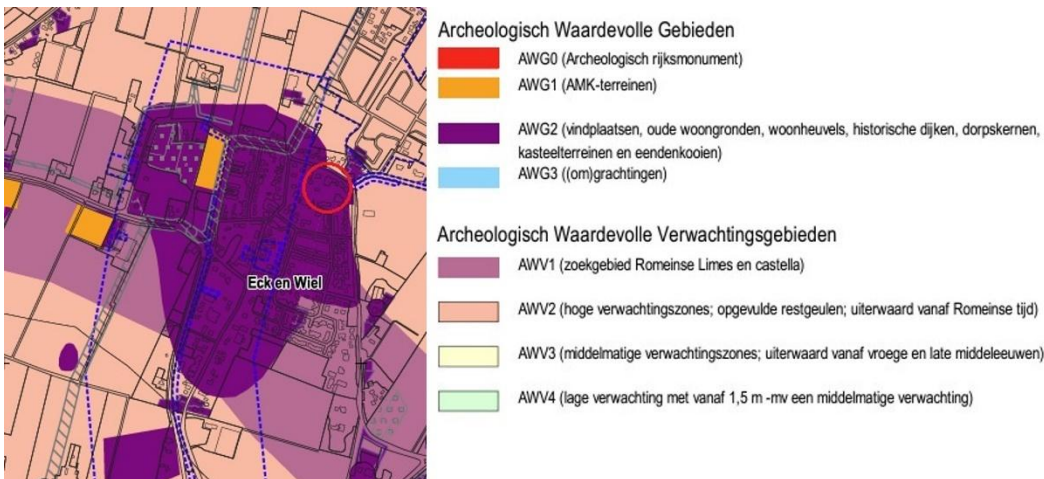 Eck en Wiel
Archeologisch Waardevolle Gebieden
AWG0 (Archeologisch rijksmonument)
AWG1 (AMK-terreinen)
AWG2 (vindplaatsen, oude woongronden, woonheuvels, historische dijken, dorpskernen,
kasteelterreinen en eendenkooien)
AWG3 ((om)grachtingen)
Archeologisch Waardevolle Verwachtingsgebieden
AWV1 (zoekgebied Romeinse Limes en castella)
AWV2 (hoge verwachtingszones; opgevulde restgeulen; uiterwaard vanaf Romeinse tijd)
AWV3 (middelmatige verwachtingszones; uiterwaard vanaf vroege en late middeleeuwen)
AWV4 (lage verwachting met vanaf 1,5 m -mv een middelmatige verwachting)